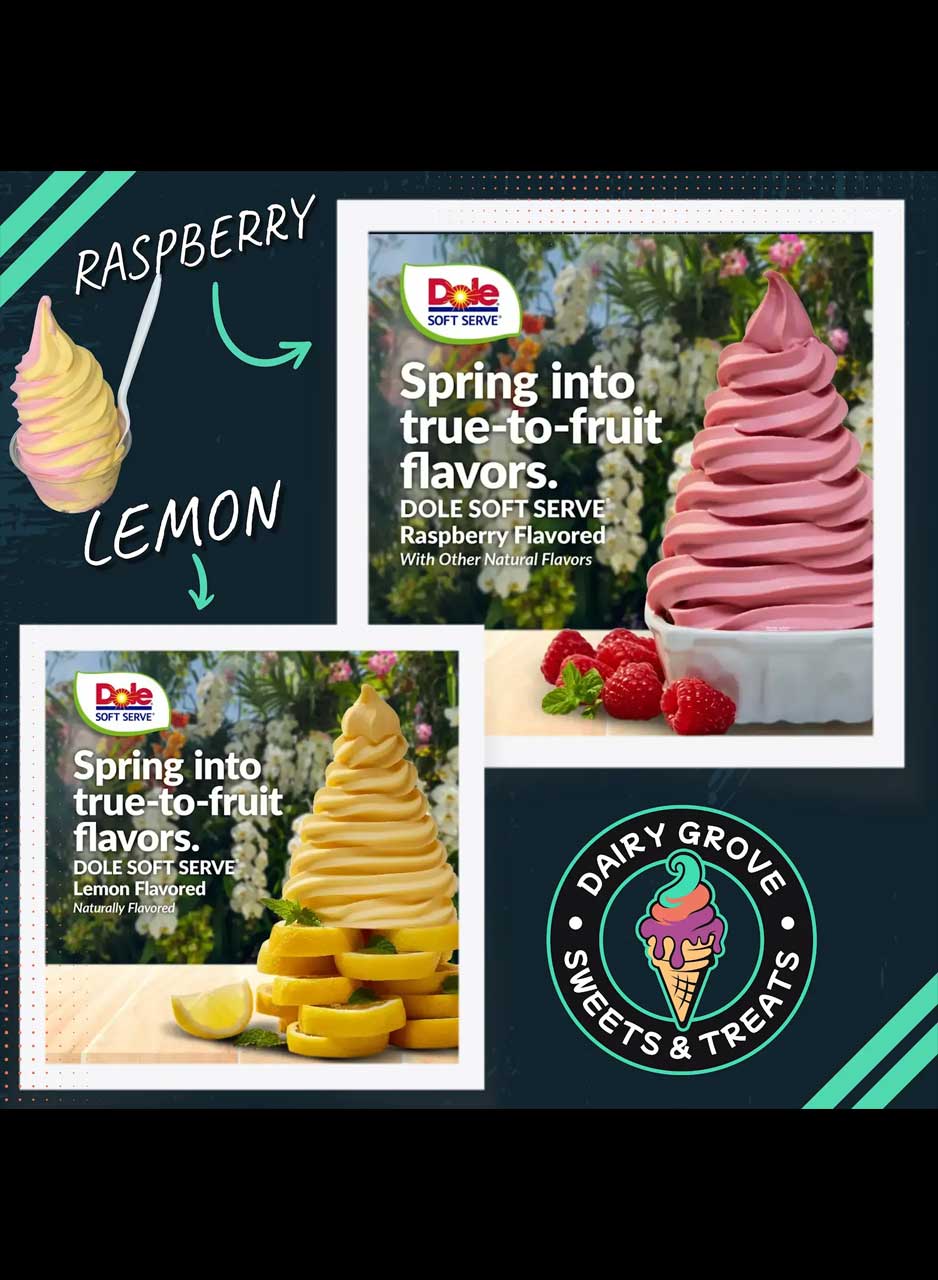 RASPBERRY
Dole
SOFT SERVE®
Spring into
true-to-fruit
flavors.
DOLE SOFT SERVE®
Raspberry Flavored
With Other Natural Flavors
LEMON
Dole
SOFT SERVE®
Spring into
true-to-fruit
flavors.
DOLE SOFT SERVE®
Lemon Flavored
Naturally Flavored
DAIRY GROVE
• SWEETS & TREATS •